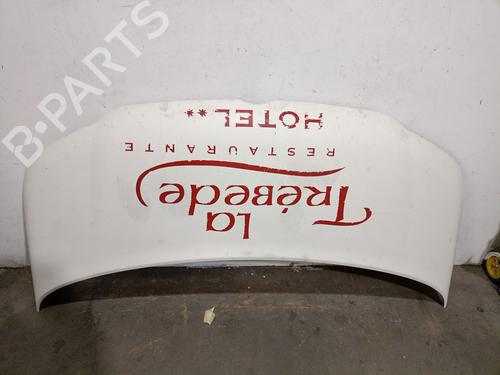 La
Trébede
RESTAURANTE
HOTEL**
B-PARTS